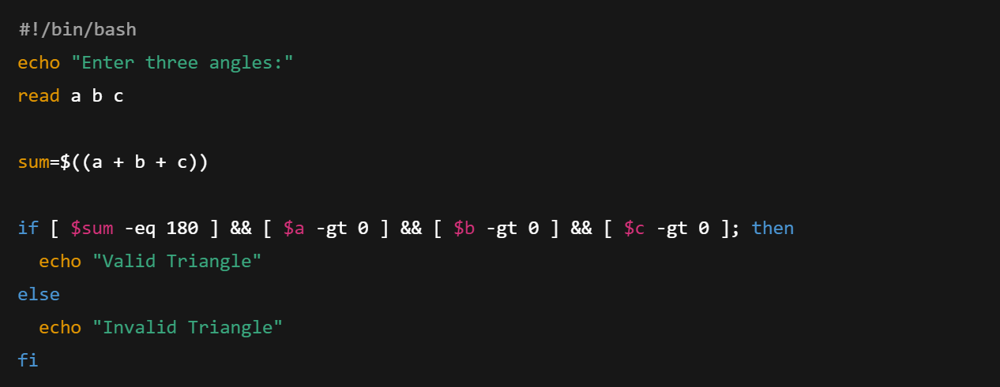 #!/bin/bash
echo "Enter three angles:"
read a b c
sum=$((a + b + c))
if [ $sum -eq 180 ] && [ $a -gt 0 ] && [ $b -gt 0 ] && [ $c -gt 0 ]; then
  echo "Valid Triangle"
else
  echo "Invalid Triangle"
fi